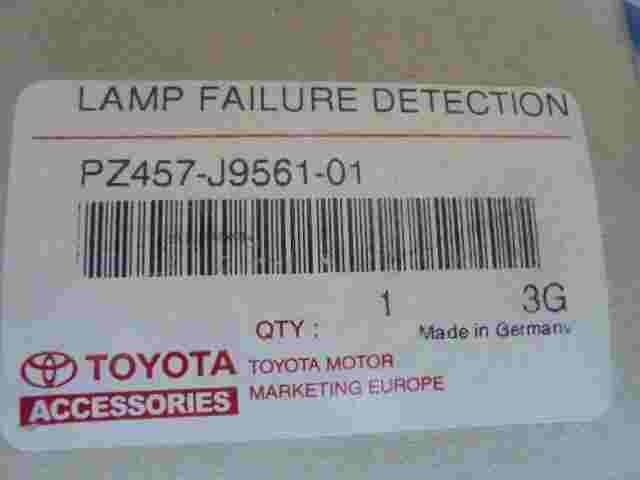 LAMP FAILURE DETECTION
PZ457-J9561-01
QTY : 1 3G
Made in Germany
TOYOTA TOYOTA MOTOR
ACCESSORIES MARKETING EUROPE